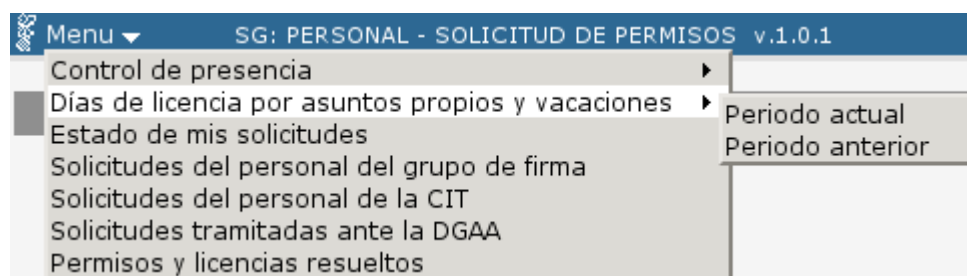 Menu SG: PERSONAL - SOLICITUD DE PERMISOS v.1.0.1
Control de presencia
Días de licencia por asuntos propios y vacaciones
Periodo actual
Periodo anterior
Estado de mis solicitudes
Solicitudes del personal del grupo de firma
Solicitudes del personal de la CIT
Solicitudes tramitadas ante la DGAA
Permisos y licencias resueltos